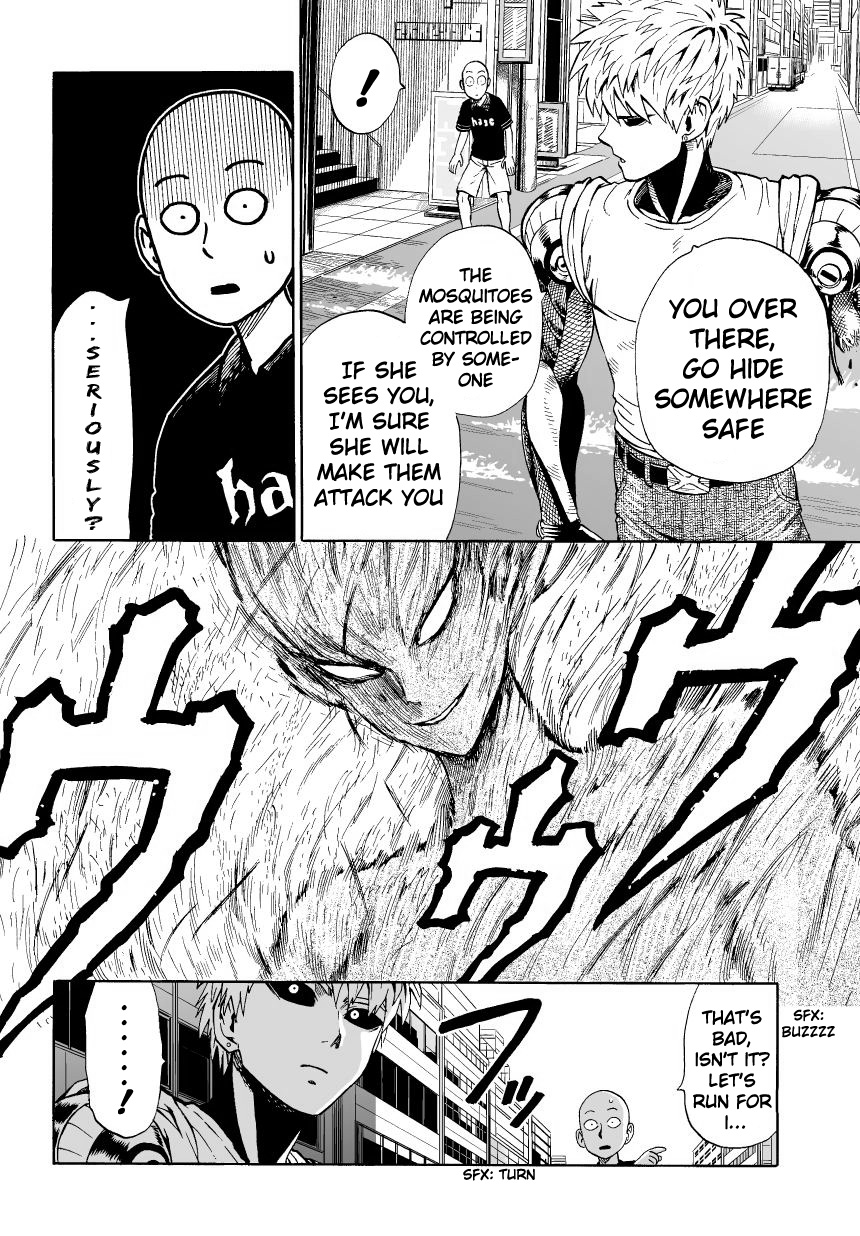 !
hase
YOU OVER
THERE,
GO HIDE
SOMEWHERE
SAFE
THE
MOSQUITOES
ARE BEING
CONTROLLED
BY SOME-
ONE
IF SHE
SEES YOU,
I'M SURE
SHE WILL
MAKE THEM
ATTACK YOU
...SERIOUSLY?
ha
ウゥウ
SFX:
BUZZZZ
THAT'S
BAD,
ISN'T IT?
LET'S
RUN FOR
I...
クッ
SFX: TURN
......!